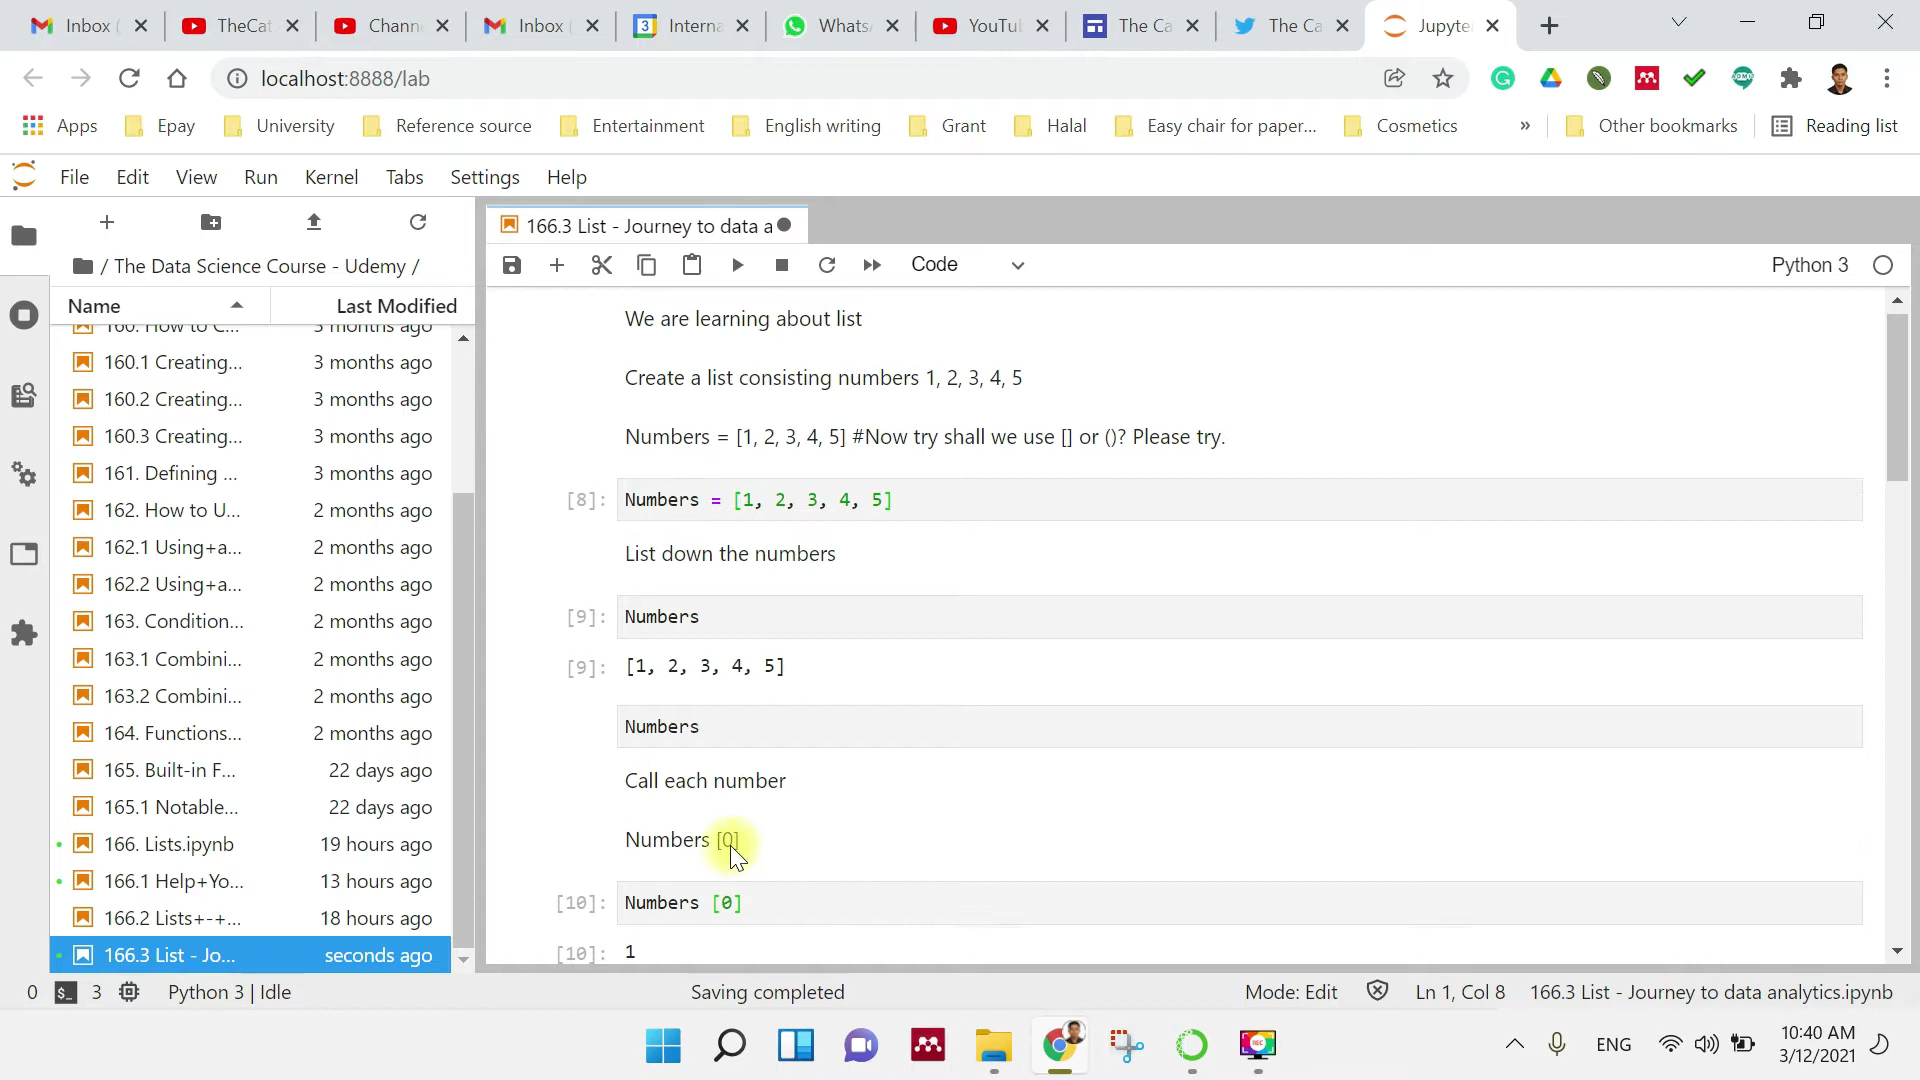 Inbox (
TheCat
Chann
Inbox (
Interna
WhatsA
YouTu
The Ca
The Ca
Jupyte
localhost:8888/lab
Apps
Epay
University
Reference source
Entertainment
English writing
Grant
Halal
Easy chair for paper...
Cosmetics
»
Other bookmarks
Reading list
File
Edit
View
Run
Kernel
Tabs
Settings
Help
/ The Data Science Course - Udemy /
Name
Last Modified
160. How to C... 3 months ago
160.1 Creating... 3 months ago
160.2 Creating... 3 months ago
160.3 Creating... 3 months ago
161. Defining ... 3 months ago
162. How to U... 2 months ago
162.1 Using+a... 2 months ago
162.2 Using+a... 2 months ago
163. Condition... 2 months ago
163.1 Combini... 2 months ago
163.2 Combini... 2 months ago
164. Functions... 2 months ago
165. Built-in F... 22 days ago
165.1 Notable... 22 days ago
166. Lists.ipynb 19 hours ago
166.1 Help+Yo... 13 hours ago
166.2 Lists+-+... 18 hours ago
166.3 List - Jo... seconds ago
166.3 List - Journey to data a
Code
Python 3
We are learning about list
Create a list consisting numbers 1, 2, 3, 4, 5
Numbers = [1, 2, 3, 4, 5] #Now try shall we use [] or ()? Please try.
[8]: Numbers = [1, 2, 3, 4, 5]
List down the numbers
[9]: Numbers
[9]: [1, 2, 3, 4, 5]
Numbers
Call each number
Numbers [0]
[10]: Numbers [0]
[10]: 1
0
3
Python 3 | Idle
Saving completed
Mode: Edit
Ln 1, Col 8
166.3 List - Journey to data analytics.ipynb
REC
ENG
10:40 AM
3/12/2021